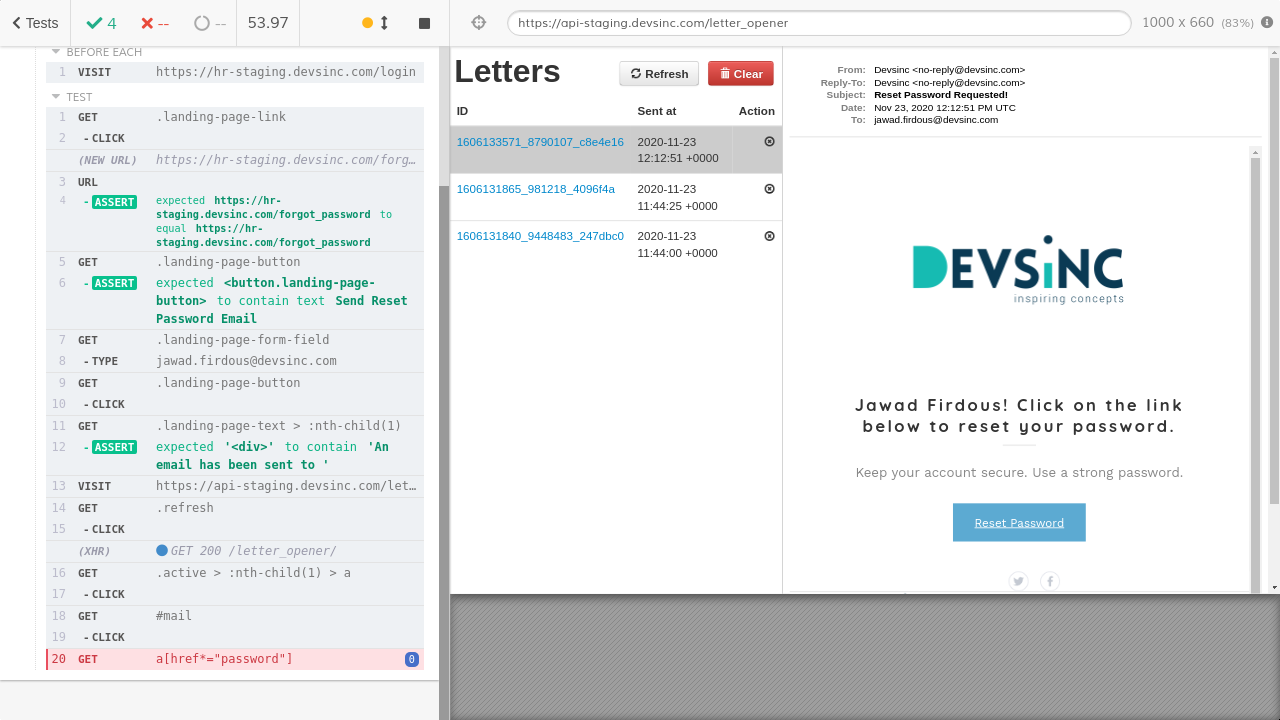 Tests
4
--
--
53.97
https://api-staging.devsinc.com/letter_opener
1000 x 660 (83%)
BEFORE EACH
1 VISIT https://hr-staging.devsinc.com/login
TEST
1 GET .landing-page-link
2 - CLICK
(NEW URL) https://hr-staging.devsinc.com/forg…
3 URL
4 - ASSERT expected https://hr-
staging.devsinc.com/forgot_password to
equal https://hr-
staging.devsinc.com/forgot_password
5 GET .landing-page-button
6 - ASSERT expected <button.landing-page-
button> to contain text Send Reset
Password Email
7 GET .landing-page-form-field
8 - TYPE jawad.firdous@devsinc.com
9 GET .landing-page-button
10 - CLICK
11 GET .landing-page-text > :nth-child(1)
12 - ASSERT expected '<div>' to contain 'An
email has been sent to '
13 VISIT https://api-staging.devsinc.com/let…
14 GET .refresh
15 - CLICK
(XHR) GET 200 /letter_opener/
16 GET .active > :nth-child(1) > a
17 - CLICK
18 GET #mail
19 - CLICK
20 GET a[href*="password"] 0
Letters
Refresh
Clear
ID Sent at Action
1606133571_8790107_c8e4e16 2020-11-23
12:12:51 +0000
1606131865_981218_4096f4a 2020-11-23
11:44:25 +0000
1606131840_9448483_247dbc0 2020-11-23
11:44:00 +0000
From: Devsinc <no-reply@devsinc.com>
Reply-To: Devsinc <no-reply@devsinc.com>
Subject: Reset Password Requested!
Date: Nov 23, 2020 12:12:51 PM UTC
To: jawad.firdous@devsinc.com
DEVSiNC
inspiring concepts
Jawad Firdous! Click on the link
below to reset your password.
Keep your account secure. Use a strong password.
Reset Password